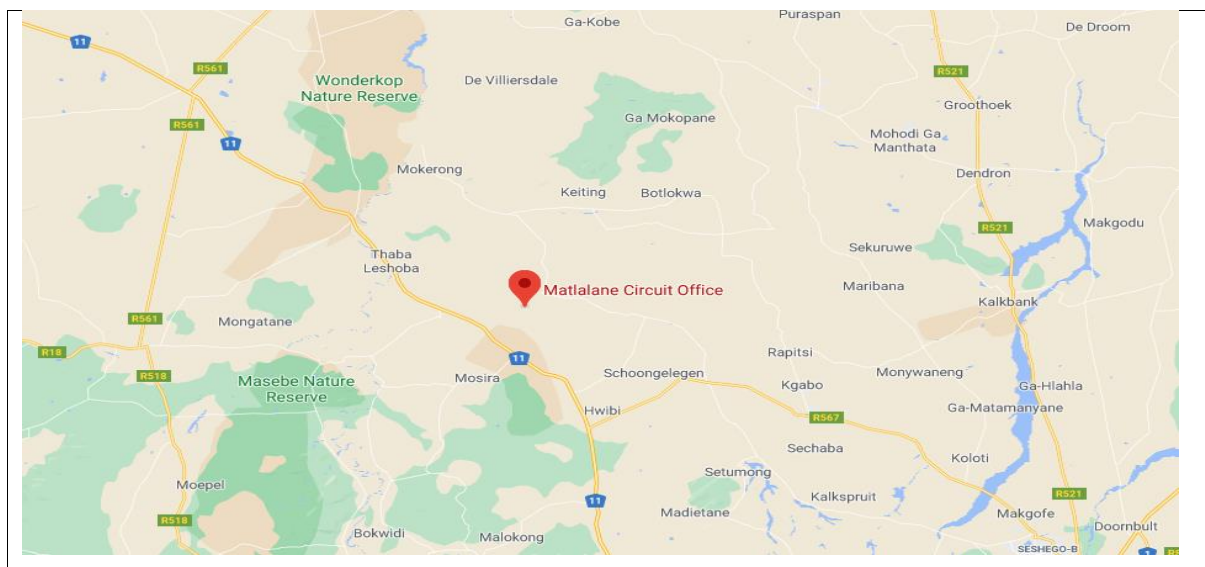 Ga-Kobe
Puraspan
De Droom
11
R561
R521
Wonderkop
Nature Reserve
De Villiersdale
Groothoek
Ga Mokopane
R561
Mohodi Ga
Manthata
11
Mokerong
Dendron
Keiting
Botlokwa
R521
Makgodu
Thaba
Leshoba
Sekuruwe
Matlalane Circuit Office
Maribana
Kalkbank
R561
Mongatane
R18
11
Rapitsi
R518
Mosira
Schoongelegen
Monywaneng
Masebe Nature
Reserve
Kgabo
Ga-Hlahla
Hwibi
Ga-Matamanyane
R567
Sechaba
Koloti
Setumong
Moepel
11
Kalkspruit
R521
Madietane
Makgofe
R518
Doornbult
Bokwidi
Malokong
SESHEGO-B
1